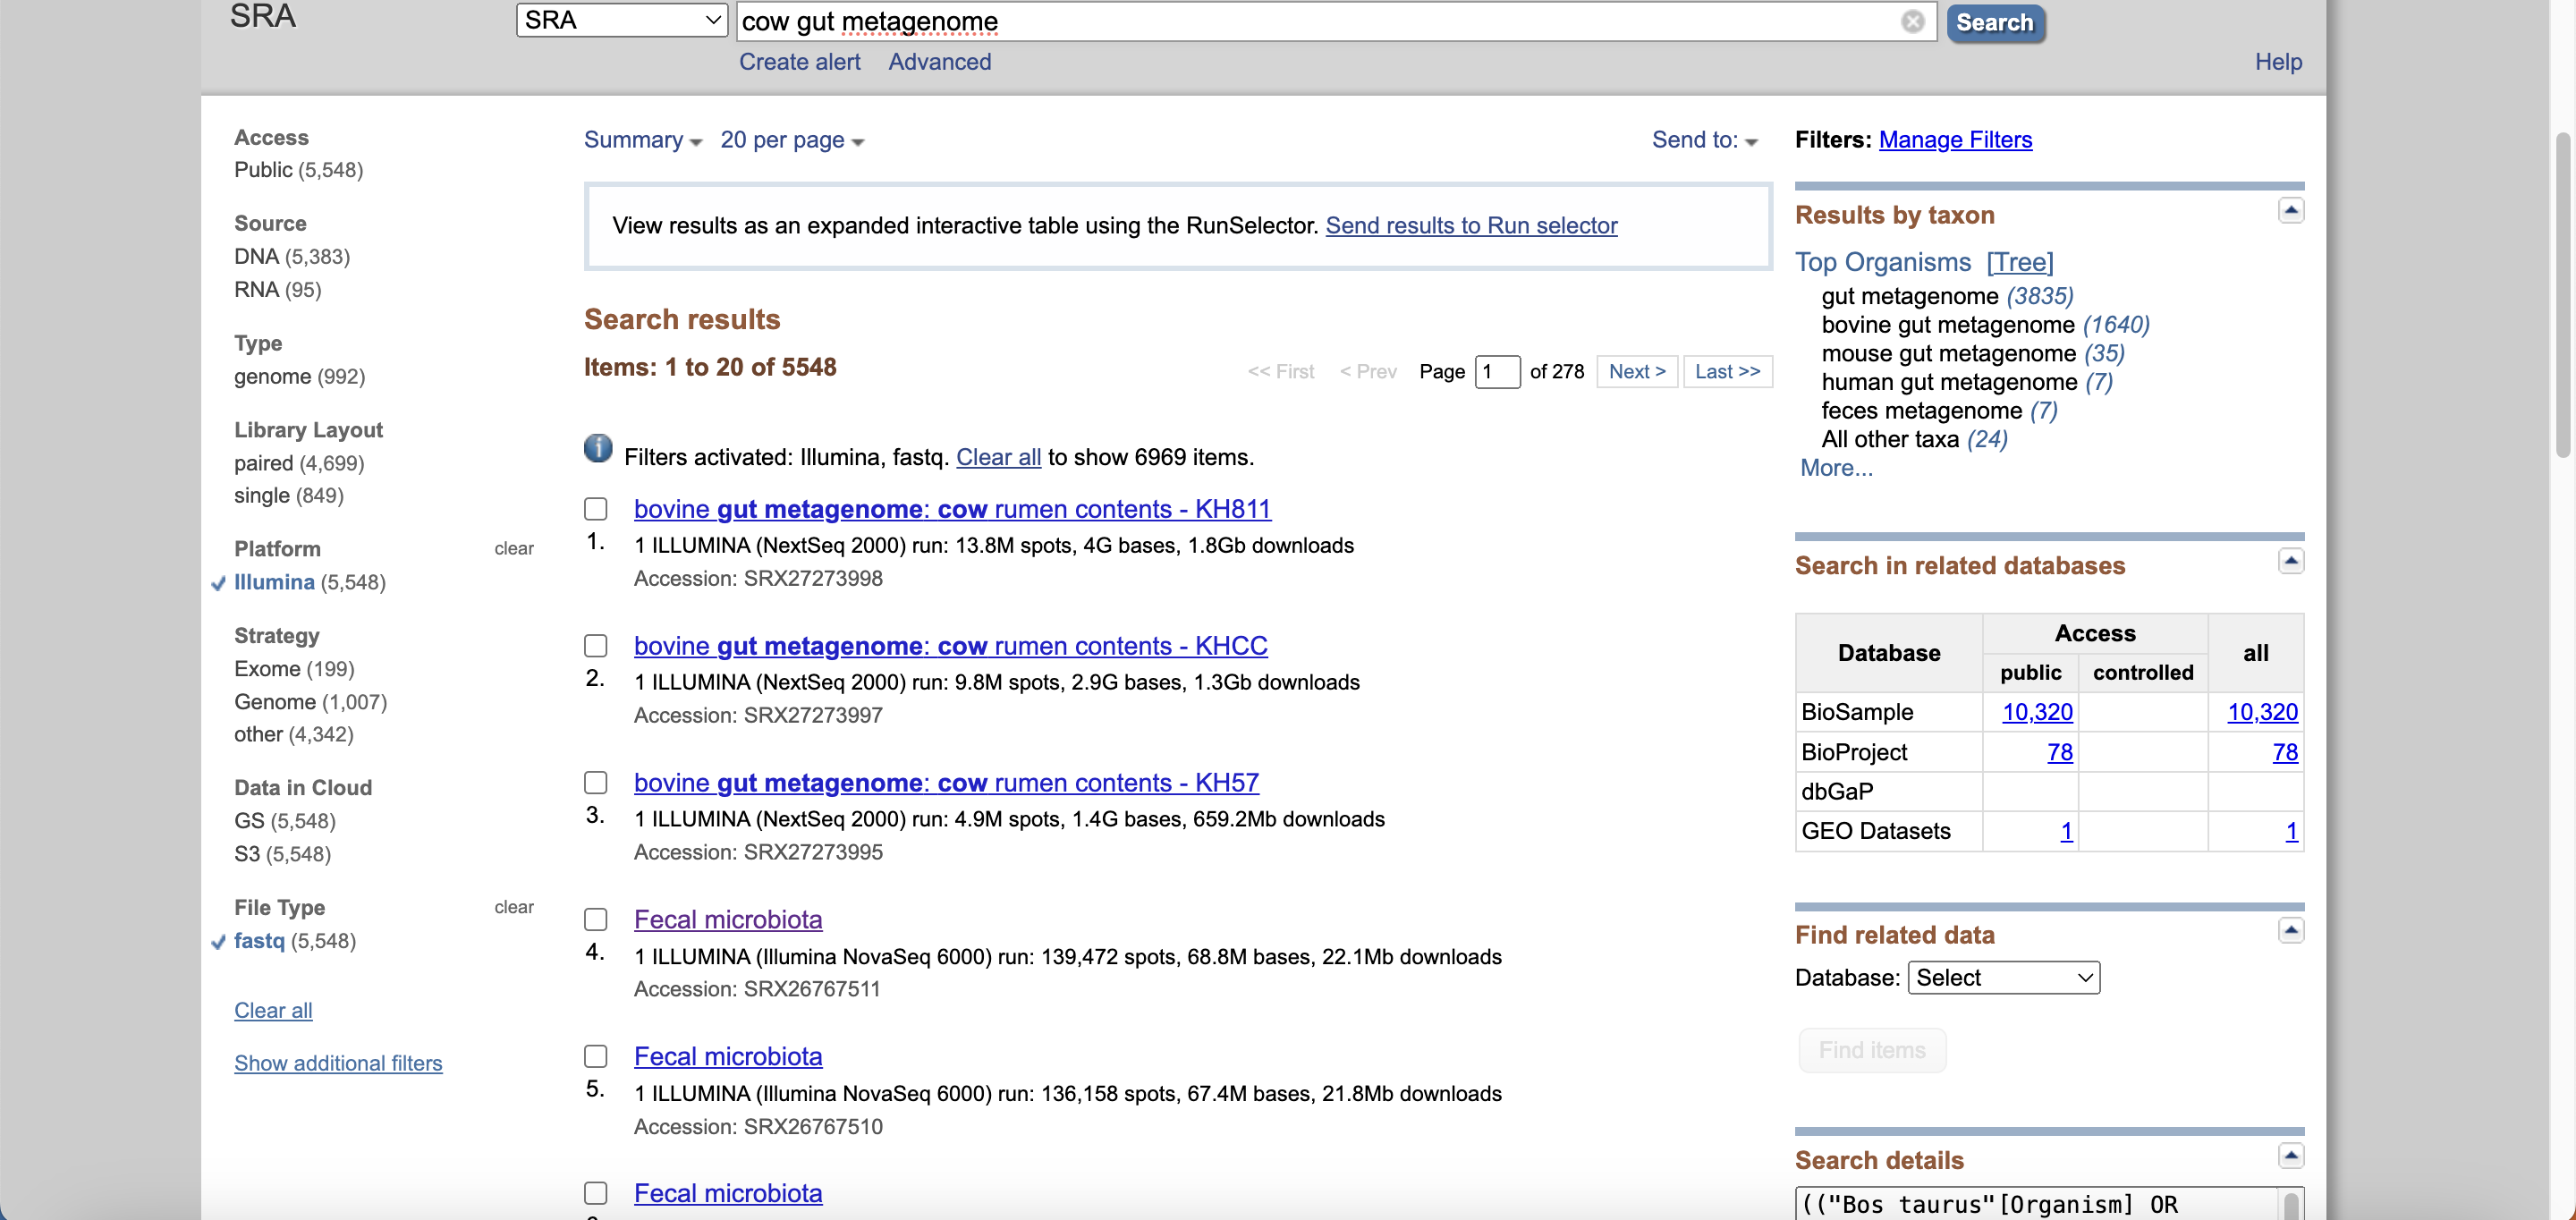 SRA
SRA
cow gut metagenome
Search
Create alert
Advanced
Help
Access
Public (5,548)
Source
DNA (5,383)
RNA (95)
Type
genome (992)
Library Layout
paired (4,699)
single (849)
Platform
clear
Illumina (5,548)
Strategy
Exome (199)
Genome (1,007)
other (4,342)
Data in Cloud
GS (5,548)
S3 (5,548)
File Type
clear
fastq (5,548)
Clear all
Show additional filters
Summary
20 per page
Send to:
View results as an expanded interactive table using the RunSelector. Send results to Run selector
Search results
Items: 1 to 20 of 5548
<< First < Prev Page 1 of 278 Next > Last >>
Filters activated: Illumina, fastq. Clear all to show 6969 items.
bovine gut metagenome: cow rumen contents - KH811
1. 1 ILLUMINA (NextSeq 2000) run: 13.8M spots, 4G bases, 1.8Gb downloads
Accession: SRX27273998
bovine gut metagenome: cow rumen contents - KHCC
2. 1 ILLUMINA (NextSeq 2000) run: 9.8M spots, 2.9G bases, 1.3Gb downloads
Accession: SRX27273997
bovine gut metagenome: cow rumen contents - KH57
3. 1 ILLUMINA (NextSeq 2000) run: 4.9M spots, 1.4G bases, 659.2Mb downloads
Accession: SRX27273995
Fecal microbiota
4. 1 ILLUMINA (Illumina NovaSeq 6000) run: 139,472 spots, 68.8M bases, 22.1Mb downloads
Accession: SRX26767511
Fecal microbiota
5. 1 ILLUMINA (Illumina NovaSeq 6000) run: 136,158 spots, 67.4M bases, 21.8Mb downloads
Accession: SRX26767510
Fecal microbiota
Filters: Manage Filters
Results by taxon
Top Organisms [Tree]
gut metagenome (3835)
bovine gut metagenome (1640)
mouse gut metagenome (35)
human gut metagenome (7)
feces metagenome (7)
All other taxa (24)
More...
Search in related databases
Database Access all
public controlled
BioSample 10,320 10,320
BioProject 78 78
dbGaP
GEO Datasets 1 1
Find related data
Database: Select
Find items
Search details
(("Bos taurus"[Organism] OR